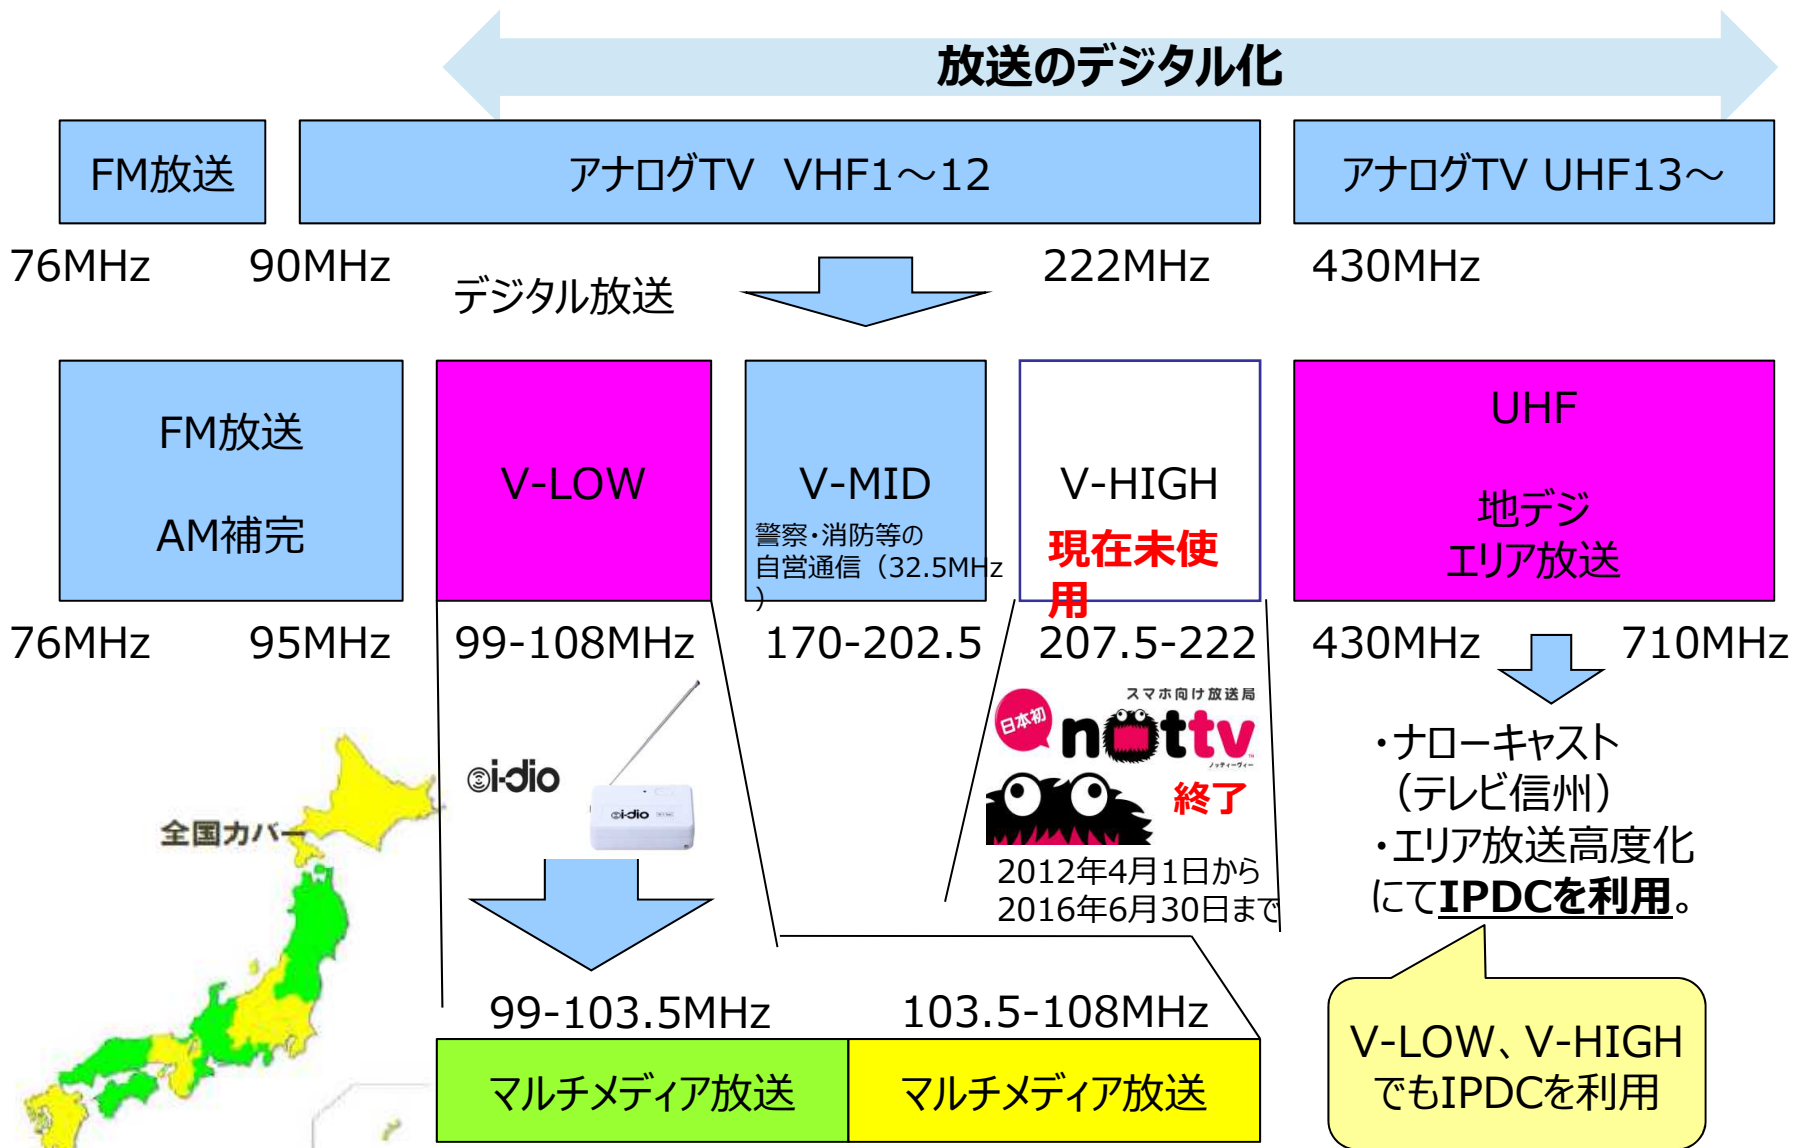 放送のデジタル化
FM放送
アナログTV VHF1～12
アナログTV UHF13～
76MHz
90MHz
222MHz
430MHz
デジタル放送
FM放送
AM補完
V-LOW
V-MID
警察・消防等の
自営通信（32.5MHz
）
V-HIGH
現在未使
用
UHF
地デジ
エリア放送
76MHz
95MHz
99-108MHz
170-202.5
207.5-222
430MHz
710MHz
i-dio
i-dio
スマホ向け放送局
日本初
nottv
ノッティーヴィー
終了
2012年4月1日から
2016年6月30日まで
・ナローキャスト
（テレビ信州）
・エリア放送高度化
にてIPDCを利用。
全国カバー
99-103.5MHz
103.5-108MHz
マルチメディア放送
マルチメディア放送
V-LOW、V-HIGH
でもIPDCを利用